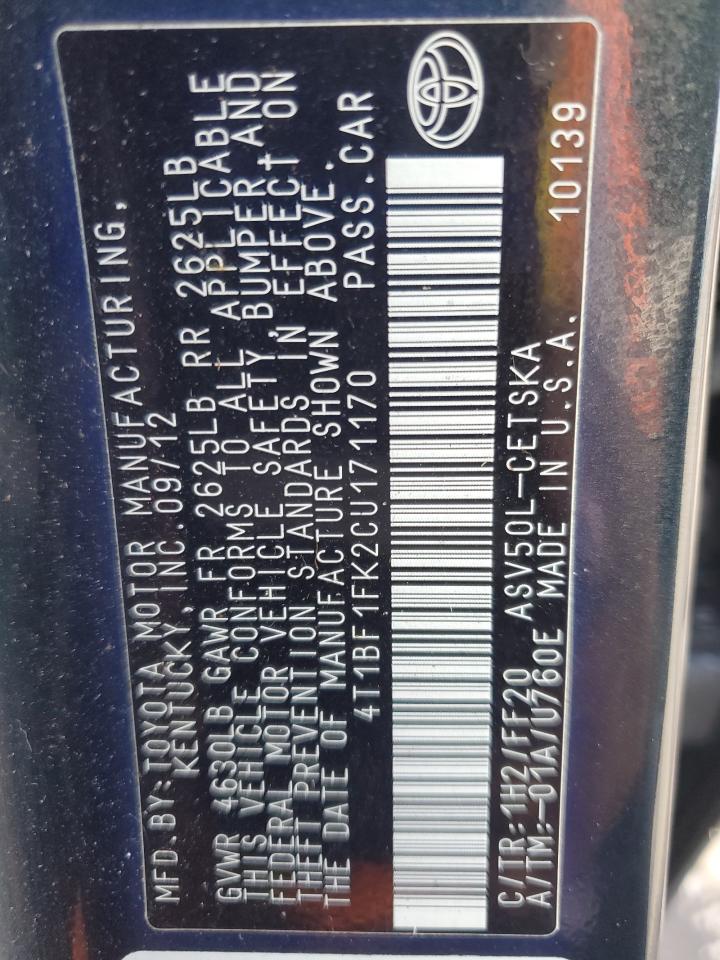 MFD.BY:TOYOTA MOTOR MANUFACTURING,
KENTUCKY,INC.09/12
GVWR 4630LB GAWR FR 2625LB RR 2625LB
THIS VEHICLE CONFORMS TO ALL APPLICABLE
FEDERAL MOTOR VEHICLE SAFETY,BUMPER AND
THEFT PREVENTION STANDARDS IN EFFECT ON
THE DATE OF MANUFACTURE SHOWN ABOVE.
4T1BF1FK2CU171170 PASS.CAR
C/TR:1H2/FF20 ASV50L-CETSKA 10139
A/TM:-01A/U760E MADE IN U.S.A.